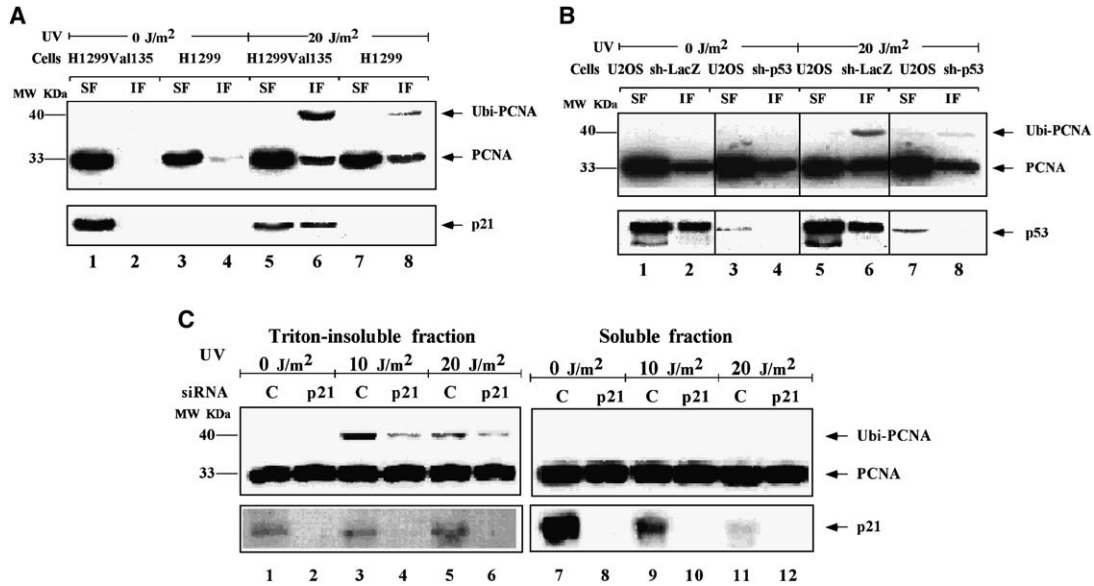 A
UV 0 J/m2 20 J/m2
Cells H1299Val135 H1299 H1299Val135 H1299
MW KDa SF IF SF IF SF IF SF IF
40 Ubi-PCNA
33 PCNA
p21
1 2 3 4 5 6 7 8
B
UV 0 J/m2 20 J/m2
Cells U2OS sh-LacZ U2OS sh-p53 U2OS sh-LacZ U2OS sh-p53
MW KDa SF IF SF IF SF IF SF IF
40 Ubi-PCNA
33 PCNA
p53
1 2 3 4 5 6 7 8
C
Triton-insoluble fraction Soluble fraction
UV 0 J/m2 10 J/m2 20 J/m2 0 J/m2 10 J/m2 20 J/m2
siRNA C p21 C p21 C p21 C p21 C p21 C p21
MW KDa
40 Ubi-PCNA
33 PCNA
p21
1 2 3 4 5 6 7 8 9 10 11 12